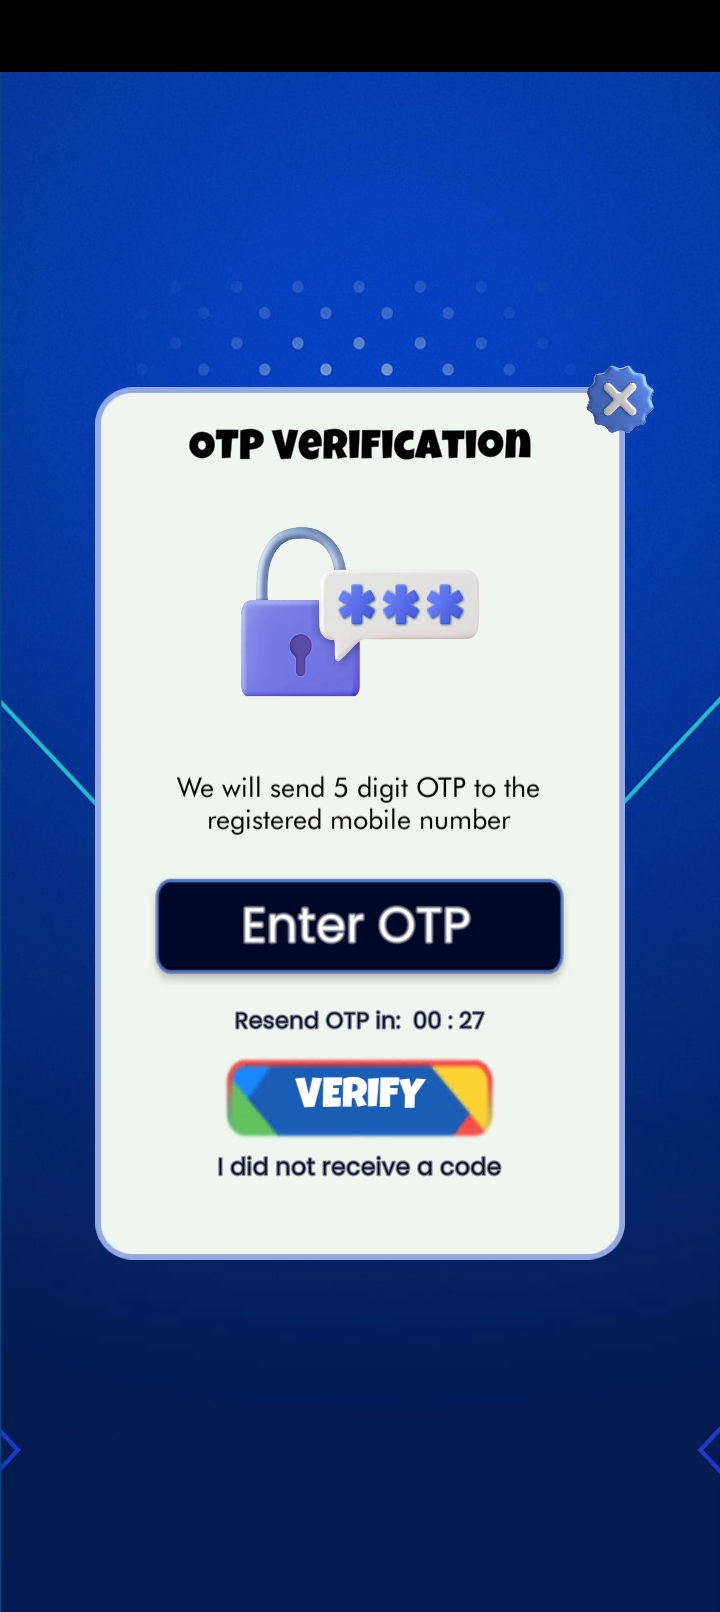 OTP VERIFICATION
We will send 5 digit OTP to the
registered mobile number
Enter OTP
Resend OTP in: 00 : 27
VERIFY
I did not receive a code